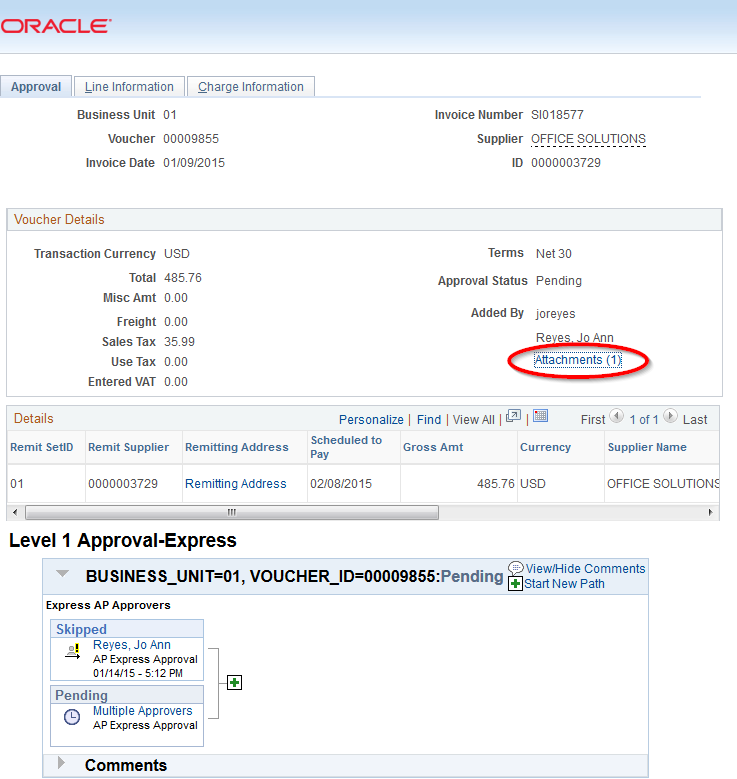 ORACLE
Approval Line Information Charge Information
Business Unit 01 Invoice Number SI018577
Voucher 00009855 Supplier OFFICE SOLUTIONS
Invoice Date 01/09/2015 ID 0000003729
Voucher Details
Transaction Currency USD Terms Net 30
Total 485.76 Approval Status Pending
Misc Amt 0.00
Freight 0.00 Added By joreyes
Sales Tax 35.99 Reyes, Jo Ann
Use Tax 0.00 Attachments (1)
Entered VAT 0.00
Details Personalize | Find | View All | | First 1 of 1 Last
Remit SetID Remit Supplier Remitting Address Scheduled to Pay Gross Amt Currency Supplier Name
01 0000003729 Remitting Address 02/08/2015 485.76 USD OFFICE SOLUTIONS
Level 1 Approval-Express
BUSINESS_UNIT=01, VOUCHER_ID=00009855:Pending View/Hide Comments
Start New Path
Express AP Approvers
Skipped
Reyes, Jo Ann
AP Express Approval
01/14/15 - 5:12 PM
Pending
Multiple Approvers
AP Express Approval
Comments